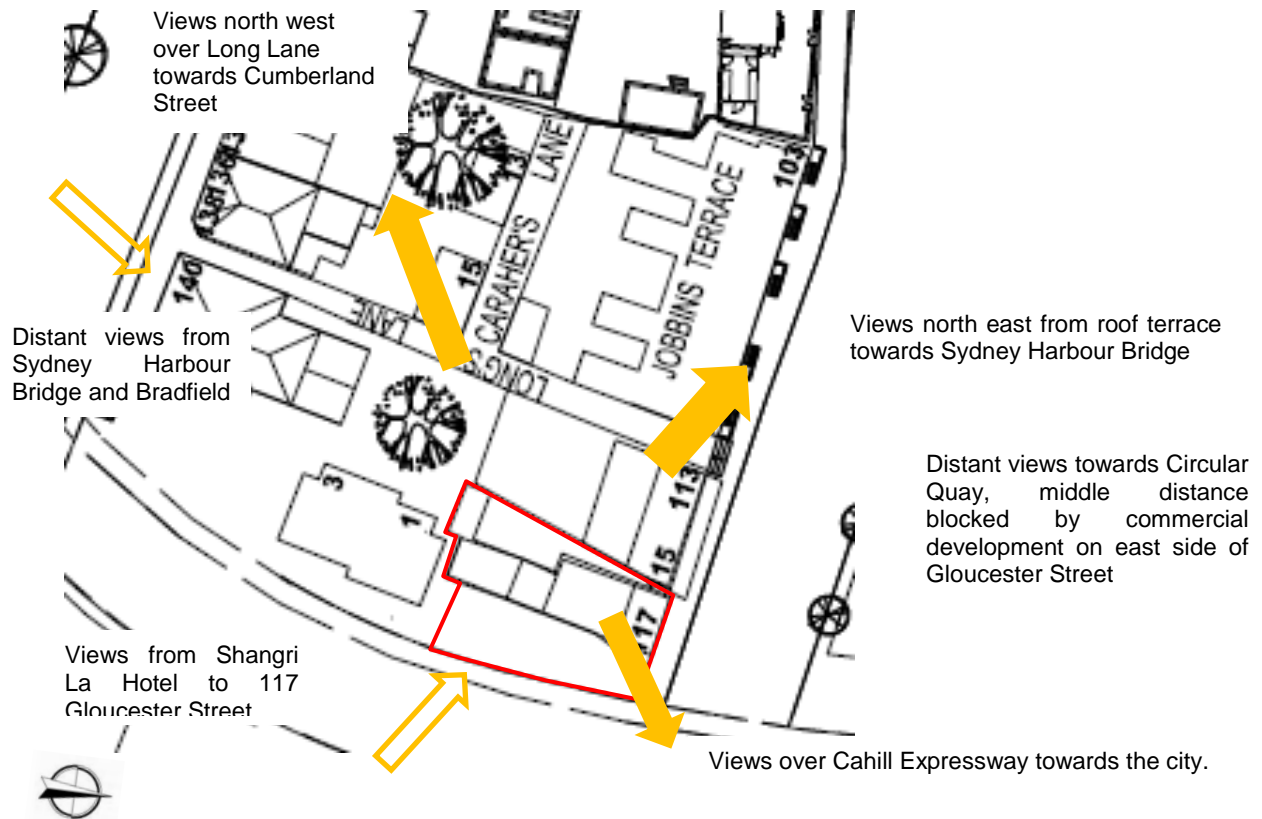 Views north west
over Long Lane
towards Cumberland
Street
13
CARAHER'S LANE
103
JOBBINS TERRACE
140
15
LONG'S LANE
Distant views from
Sydney Harbour
Bridge and Bradfield
Views north east from roof terrace
towards Sydney Harbour Bridge
Distant views towards Circular
Quay, middle distance
blocked by commercial
development on east side of
Gloucester Street
3
1
113
115
117
Views from Shangri
La Hotel to 117
Gloucester Street
Views over Cahill Expressway towards the city.